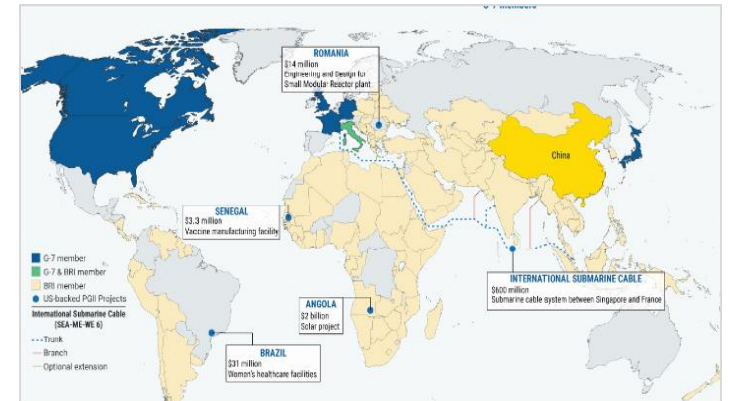 G-7 members
ROMANIA
$14 million
Engineering and Design for
Small Modular Reactor plant
China
SENEGAL
$3.3 million
Vaccine manufacturing facility
G-7 member
G-7 & BRI member
BRI member
US-backed PGII Projects
International Submarine Cable
(SEA-ME-WE 6)
Trunk
Branch
Optional extension
INTERNATIONAL SUBMARINE CABLE
$600 million
Submarine cable system between Singapore and France
ANGOLA
$2 billion
Solar project
BRAZIL
$31 million
Women's healthcare facilities